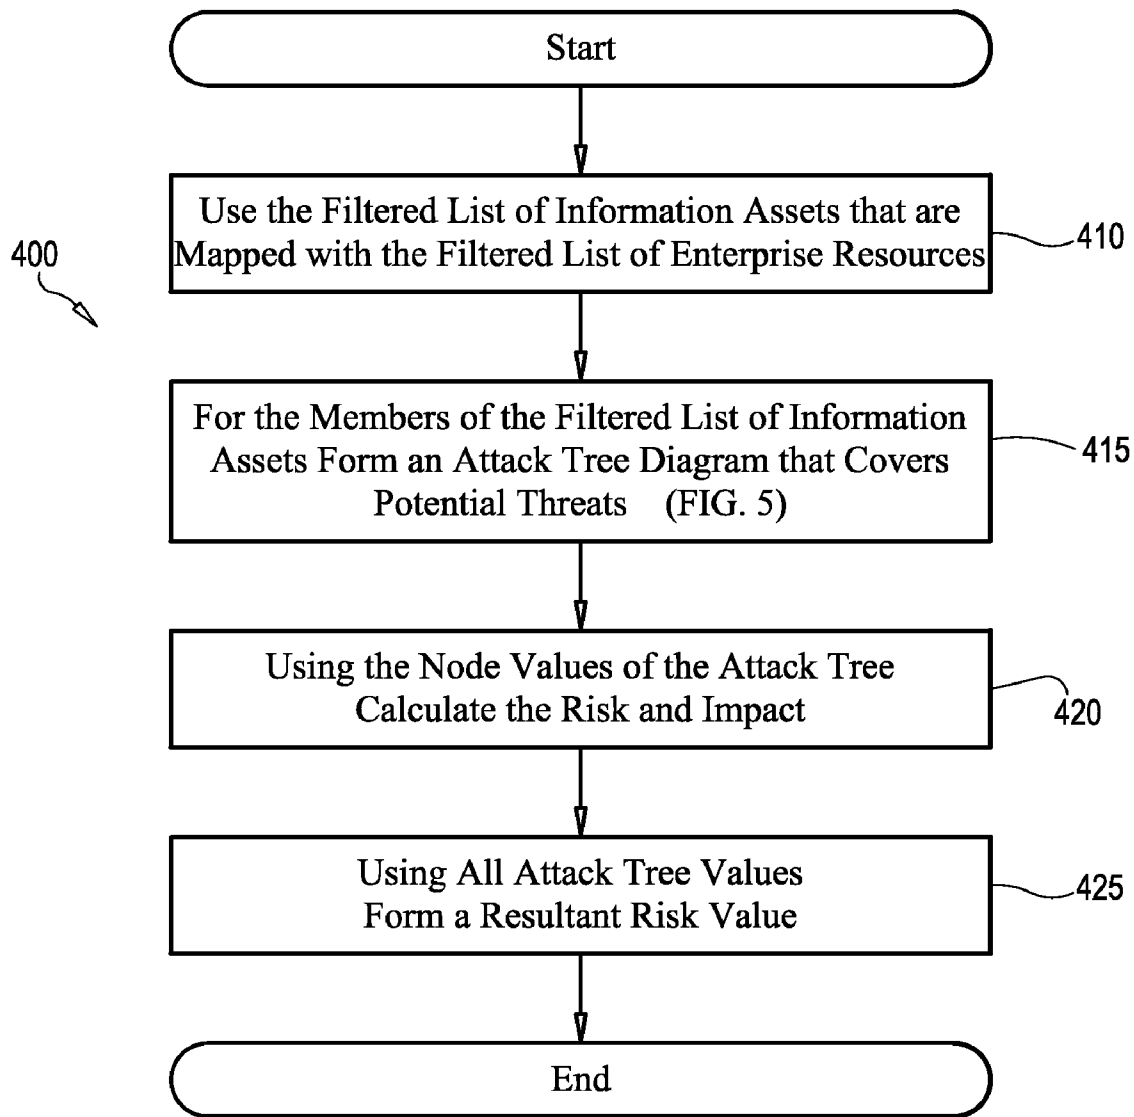 Start
Use the Filtered List of Information Assets that are
Mapped with the Filtered List of Enterprise Resources
410
400
For the Members of the Filtered List of Information
Assets Form an Attack Tree Diagram that Covers
Potential Threats (FIG. 5)
415
Using the Node Values of the Attack Tree
Calculate the Risk and Impact
420
Using All Attack Tree Values
Form a Resultant Risk Value
425
End